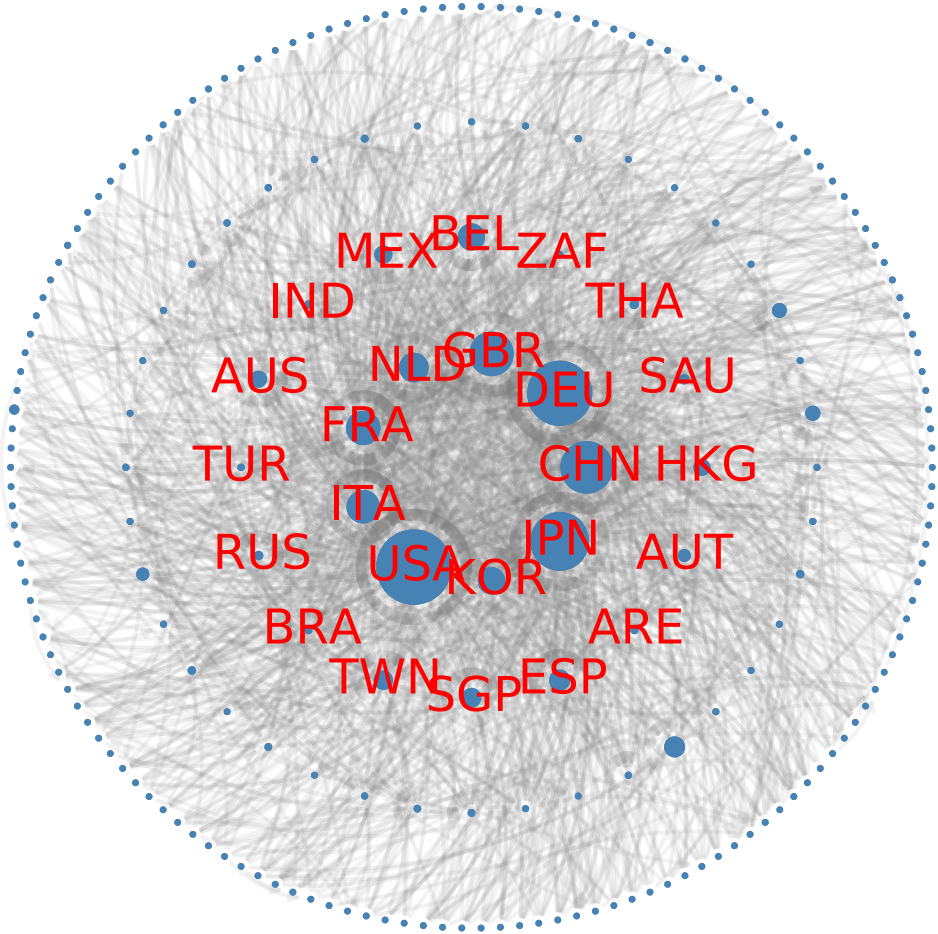 BEL
MEX
ZAF
IND
THA
GBR
NLD
AUS
DEU
SAU
FRA
TUR
CHN
HKG
ITA
RUS
USA
JPN
AUT
KOR
BRA
ARE
TWN
SGP
ESP